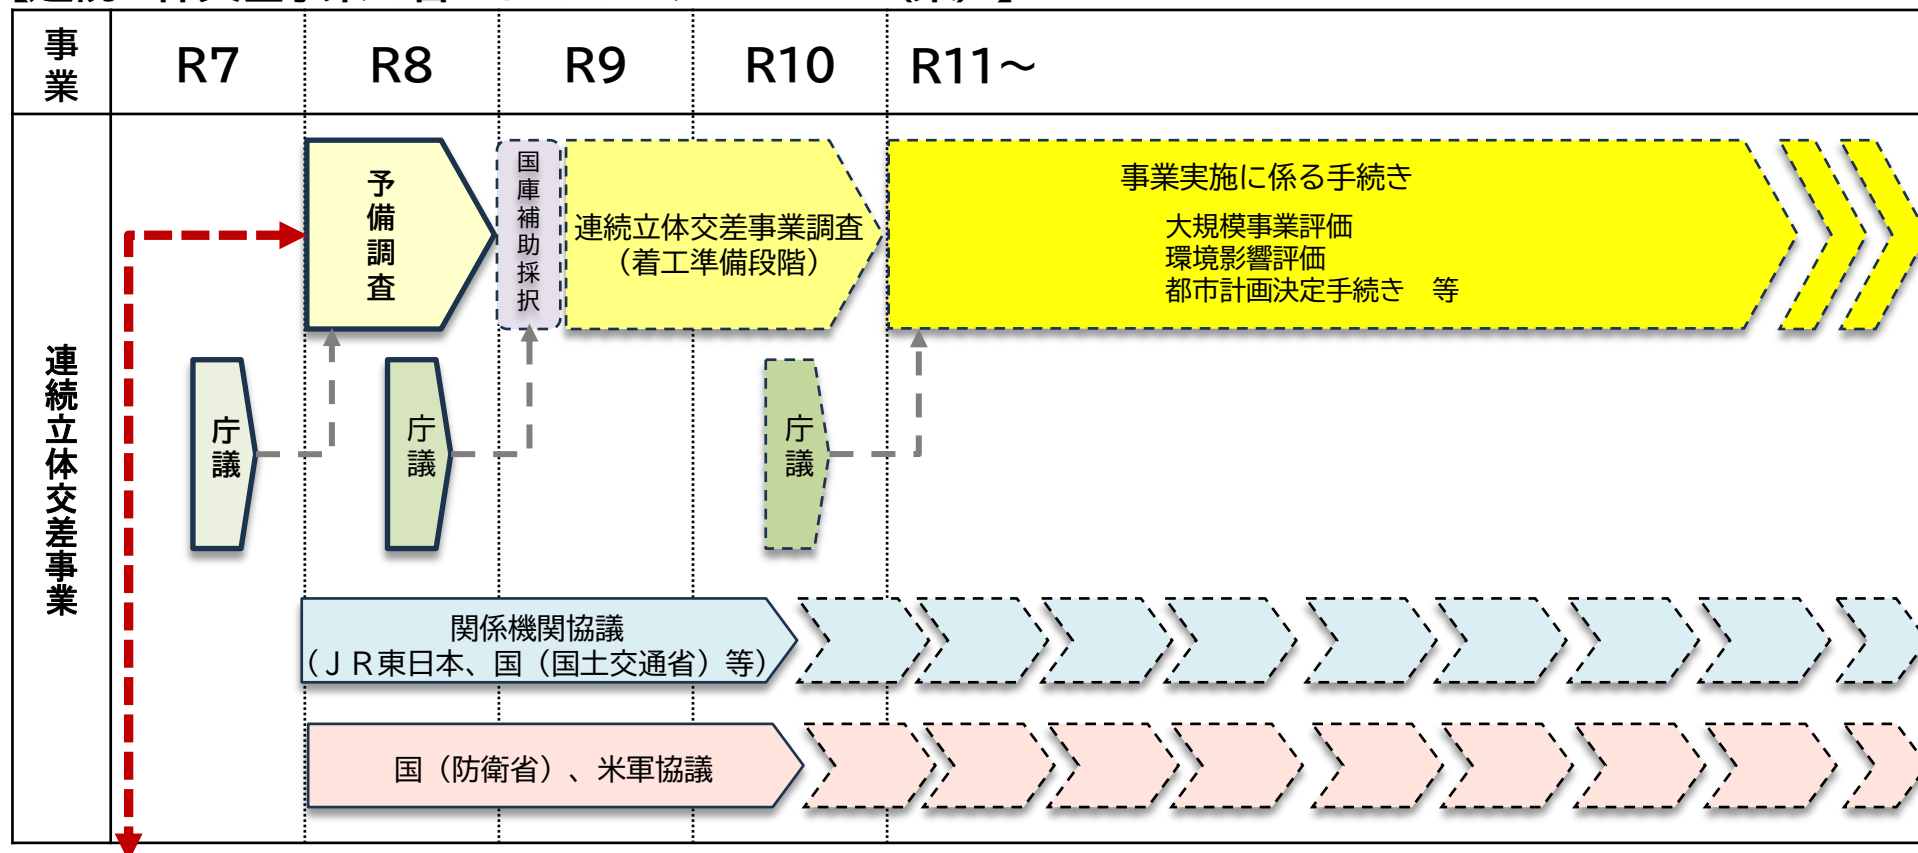 事業
R7
R8
R9
R10
R11～
連続立体交差事業
予備調査
国庫補助採択
連続立体交差事業調査
（着工準備段階）
事業実施に係る手続き
大規模事業評価
環境影響評価
都市計画決定手続き　等
庁議
庁議
庁議
関係機関協議
（ＪＲ東日本、国（国土交通省）等）
国（防衛省）、米軍協議